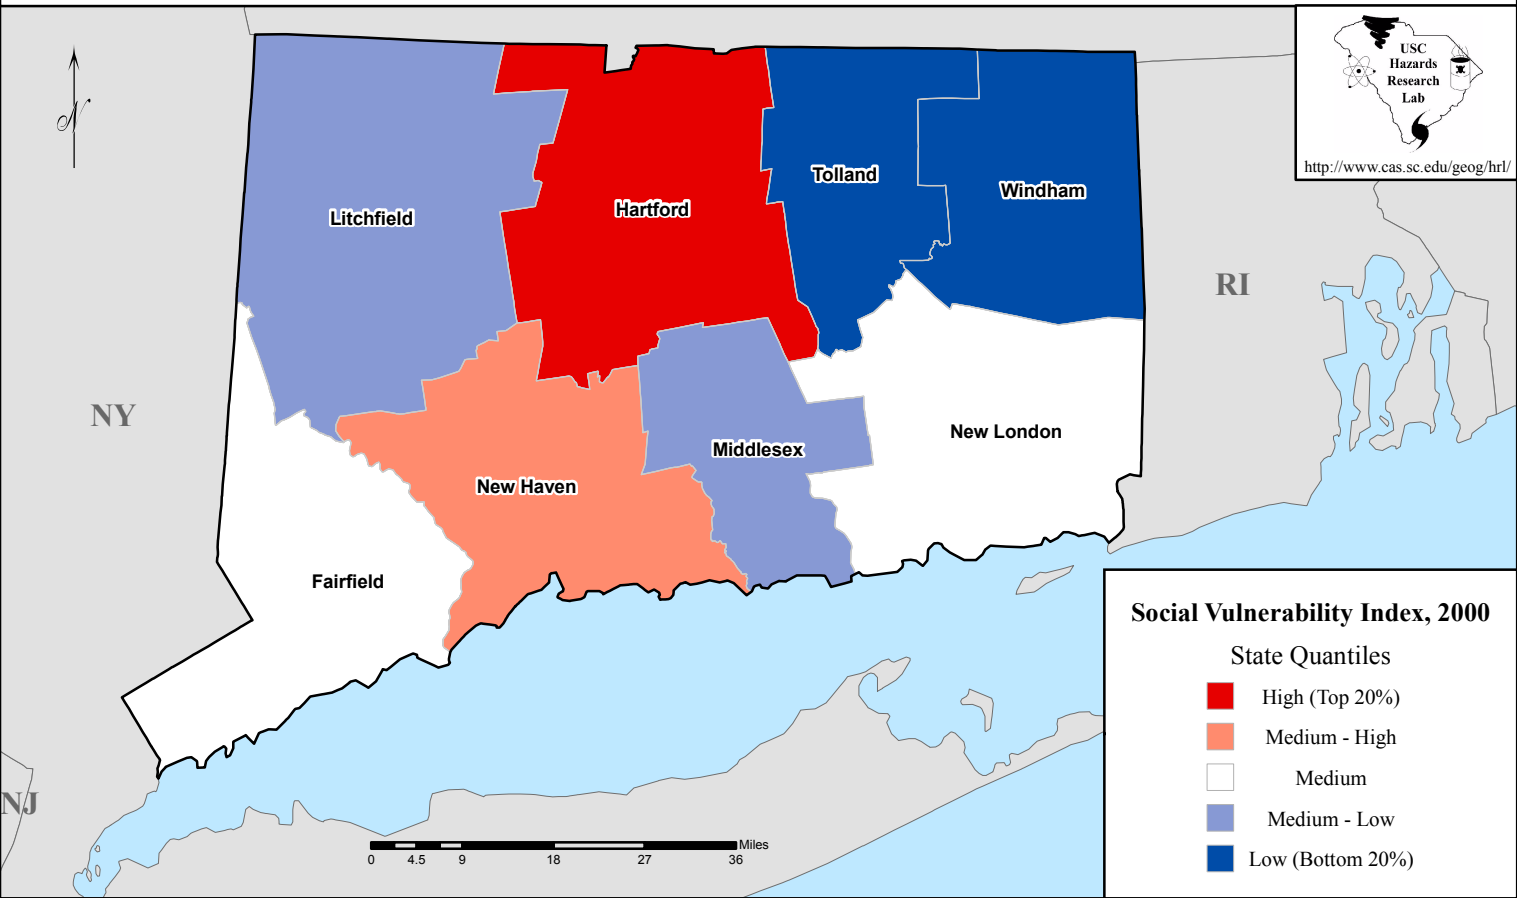 N
USC
Hazards
Research
Lab
http://www.cas.sc.edu/geog/hrl/
Tolland
Windham
Hartford
Litchfield
RI
NY
New London
Middlesex
New Haven
Fairfield
NJ
Social Vulnerability Index, 2000
State Quantiles
High (Top 20%)
Medium - High
Medium
Medium - Low
Low (Bottom 20%)
Miles
0 4.5 9 18 27 36